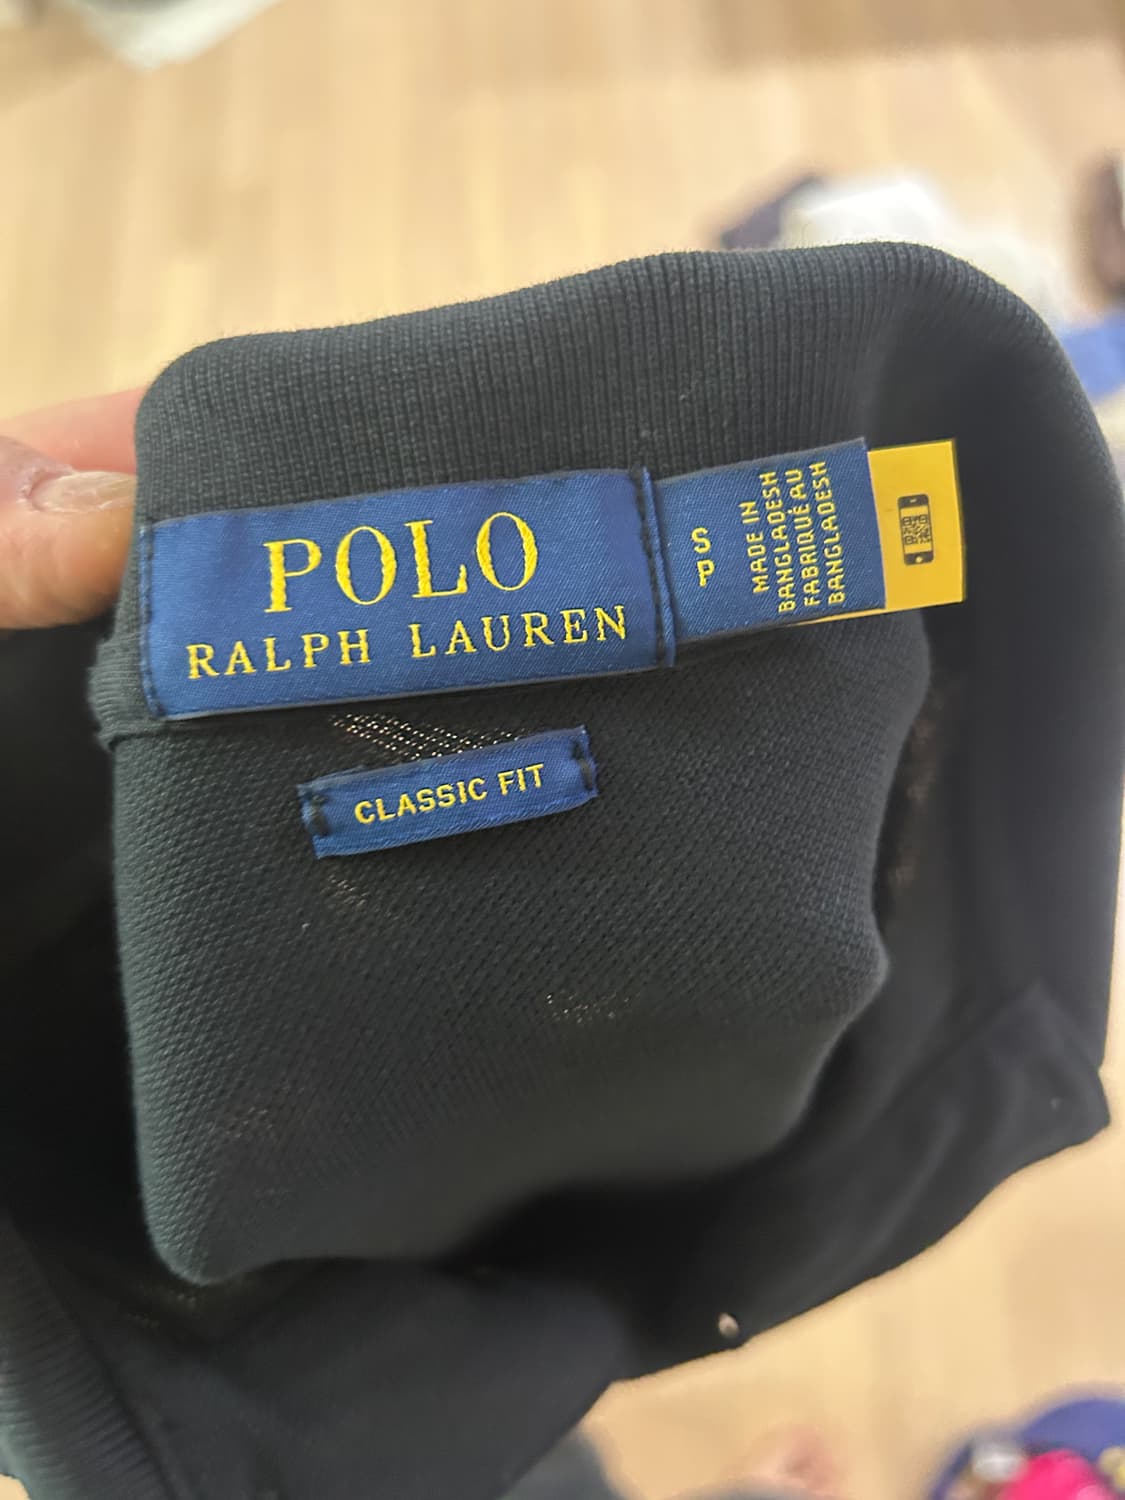 POLO
RALPH LAUREN
S
P
MADE IN
BANGLADESH
FABRIQUÉ AU
BANGLADESH
CLASSIC FIT